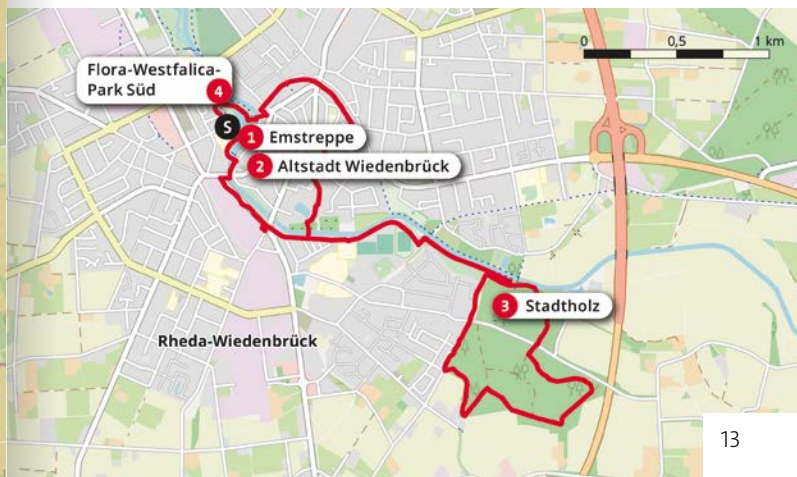 0 0,5 1 km
Flora-Westfalica-
Park Süd
4
S
1 Emstreppe
2 Altstadt Wiedenbrück
3 Stadtholz
Rheda-Wiedenbrück
13